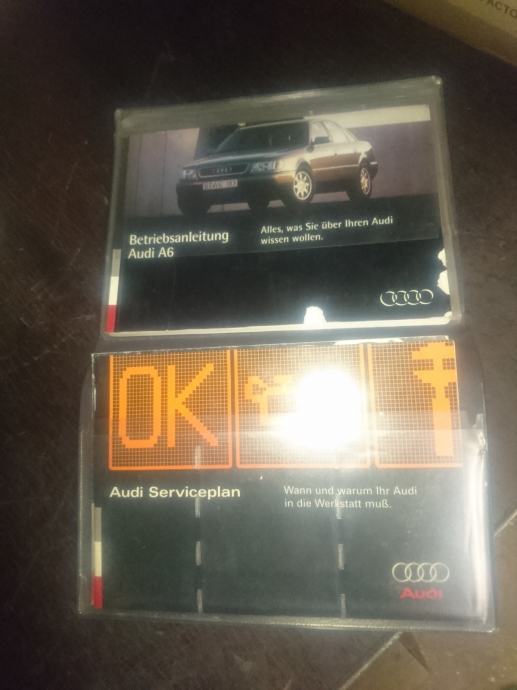 Betriebsanleitung
Audi A6
Alles, was Sie über Ihren Audi
wissen wollen.
OK
Audi Serviceplan
Wann und warum Ihr Audi
in die Werkstatt muß.
Audi